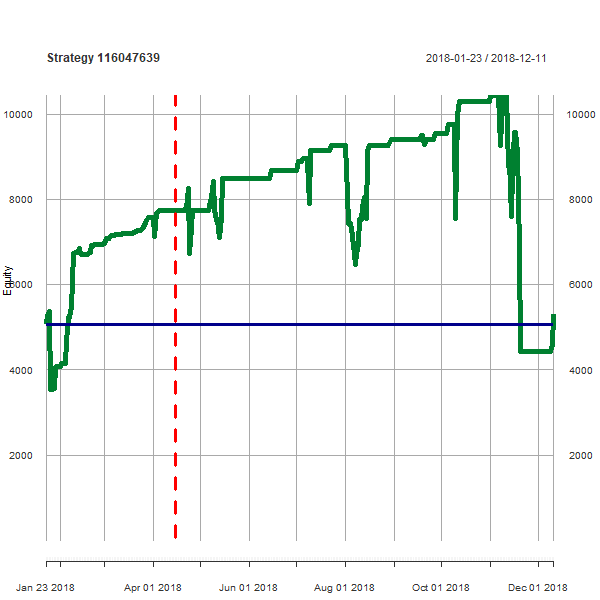 Strategy 116047639
2018-01-23 / 2018-12-11
10000
10000
8000
8000
Equity
6000
6000
4000
4000
2000
2000
Jan 23 2018
Apr 01 2018
Jun 01 2018
Aug 01 2018
Oct 01 2018
Dec 01 2018